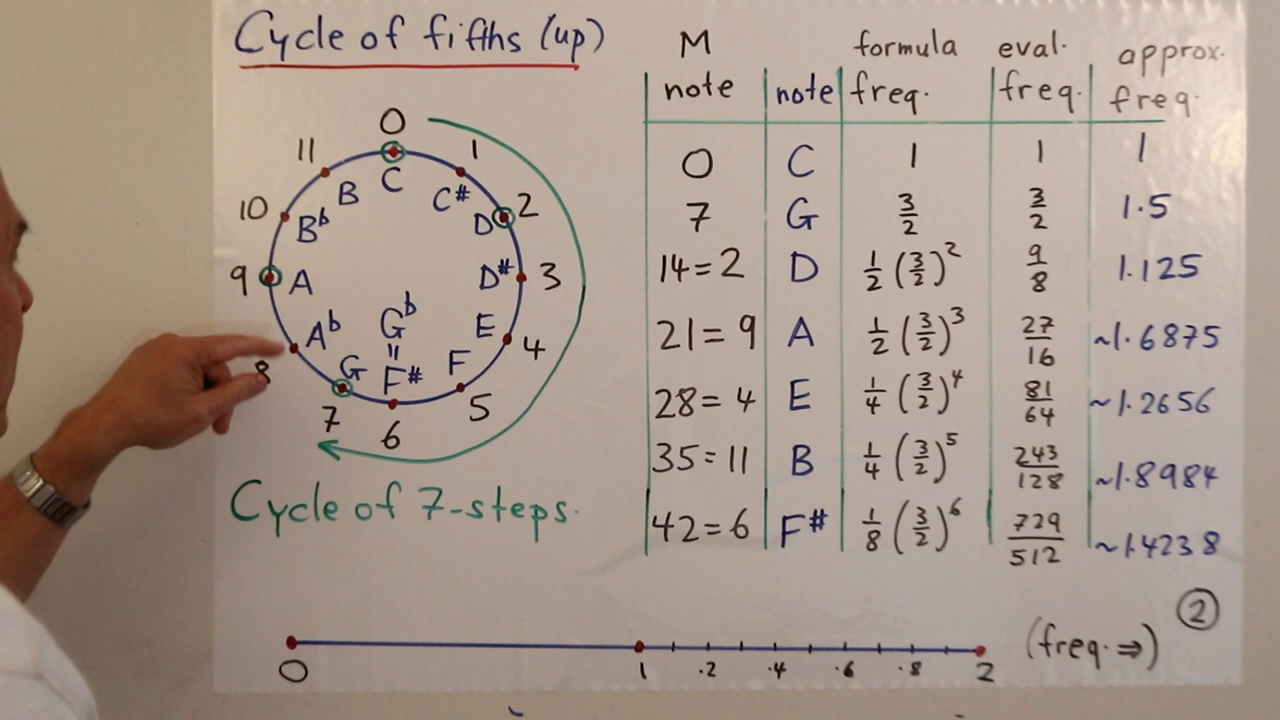 Cycle of fifths (up)
0
1
2
3
4
5
6
7
8
9
10
11
C
C#
D
D#
E
F
G♭
=
F#
G
A♭
A
B♭
B
Cycle of 7-steps.
M note | note | formula freq. | eval. freq. | approx. freq.
0 | C | 1 | 1 | 1
7 | G | 3/2 | 3/2 | 1.5
14=2 | D | 1/2 (3/2)² | 9/8 | 1.125
21=9 | A | 1/2 (3/2)³ | 27/16 | ~1.6875
28=4 | E | 1/4 (3/2)⁴ | 81/64 | ~1.2656
35=11 | B | 1/4 (3/2)⁵ | 243/128 | ~1.8984
42=6 | F# | 1/8 (3/2)⁶ | 729/512 | ~1.4238
2
0 1 .2 .4 .6 .8 2 (freq. ⇒)